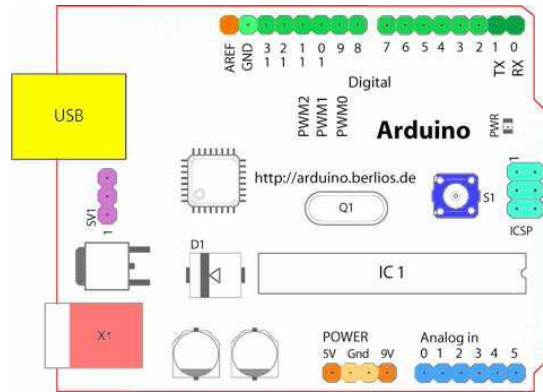 AREF
GND
13
12
11
10
9
8
7
6
5
4
3
2
1
0
TX
RX
Digital
USB
PWM2
PWM1
PWM0
Arduino
PWR
http://arduino.berlios.de
1
SV1
1
Q1
S1
ICSP
D1
IC 1
X1
POWER
5V Gnd 9V
Analog in
0 1 2 3 4 5